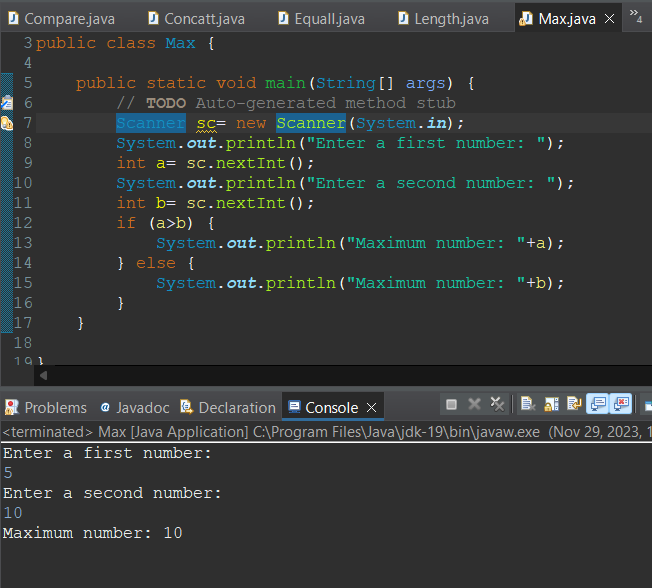 Compare.java Concatt.java Equall.java Length.java Max.java 4
3 public class Max {
4
5     public static void main(String[] args) {
6         // TODO Auto-generated method stub
7         Scanner sc= new Scanner(System.in);
8         System.out.println("Enter a first number: ");
9         int a= sc.nextInt();
10         System.out.println("Enter a second number: ");
11         int b= sc.nextInt();
12         if (a>b) {
13             System.out.println("Maximum number: "+a);
14         } else {
15             System.out.println("Maximum number: "+b);
16         }
17     }
18
19 }
Problems @ Javadoc Declaration Console
<terminated> Max [Java Application] C:\Program Files\Java\jdk-19\bin\javaw.exe (Nov 29, 2023, 1
Enter a first number:
5
Enter a second number:
10
Maximum number: 10